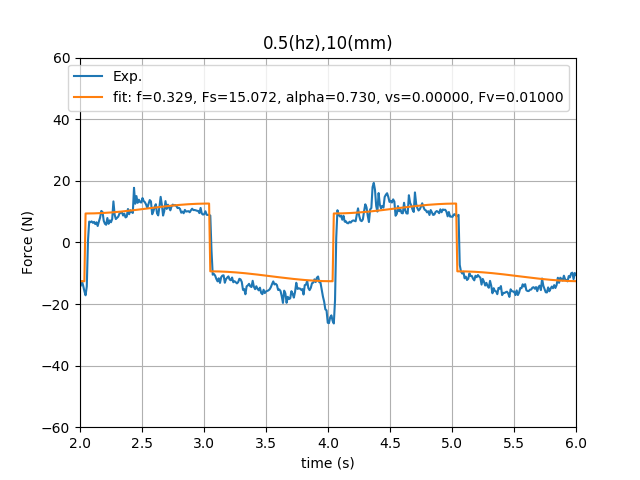 0.5(hz),10(mm)
Exp.
fit: f=0.329, Fs=15.072, alpha=0.730, vs=0.00000, Fv=0.01000
60
40
20
0
−20
−40
−60
Force (N)
2.0 2.5 3.0 3.5 4.0 4.5 5.0 5.5 6.0
time (s)